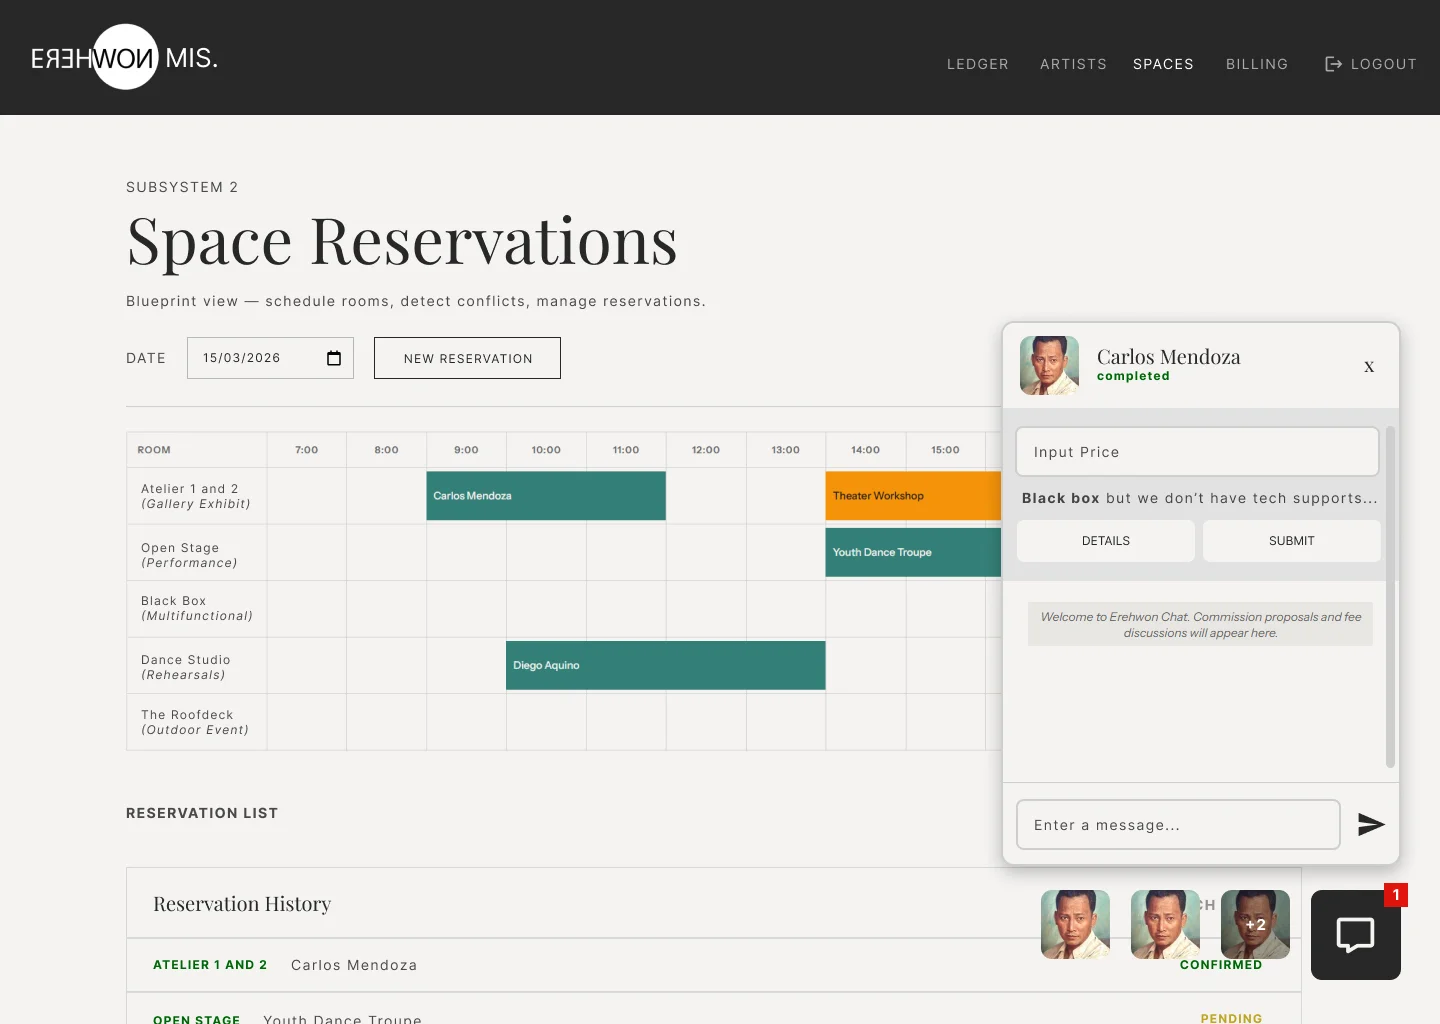 EREHWON MIS.
LEDGER ARTISTS SPACES BILLING LOGOUT
SUBSYSTEM 2
Space Reservations
Blueprint view — schedule rooms, detect conflicts, manage reservations.
DATE 15/03/2026 NEW RESERVATION
ROOM 7:00 8:00 9:00 10:00 11:00 12:00 13:00 14:00 15:00
Atelier 1 and 2
(Gallery Exhibit)
Carlos Mendoza Theater Workshop
Open Stage
(Performance)
Youth Dance Troupe
Black Box
(Multifunctional)
Dance Studio
(Rehearsals)
Diego Aquino
The Roofdeck
(Outdoor Event)
Carlos Mendoza
completed
x
Input Price
Black box but we don’t have tech supports...
DETAILS SUBMIT
Welcome to Erehwon Chat. Commission proposals and fee
discussions will appear here.
Enter a message...
RESERVATION LIST
Reservation History
+2
1
ATELIER 1 AND 2 Carlos Mendoza CONFIRMED
OPEN STAGE Youth Dance Troupe PENDING